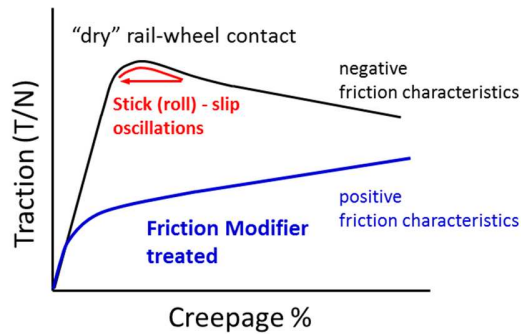 “dry” rail-wheel contact
negative
friction characteristics
Stick (roll) - slip
oscillations
Traction (T/N)
positive
friction characteristics
Friction Modifier
treated
Creepage %